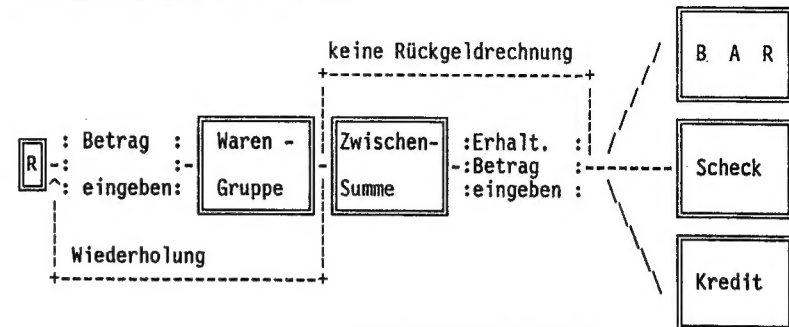 keine Rückgeldrechnung
B A R
R
: Betrag :
: :
: eingeben:
Waren -
Gruppe
Zwischen-
Summe
:Erhalt. :
:Betrag :
:eingeben :
Scheck
Wiederholung
Kredit